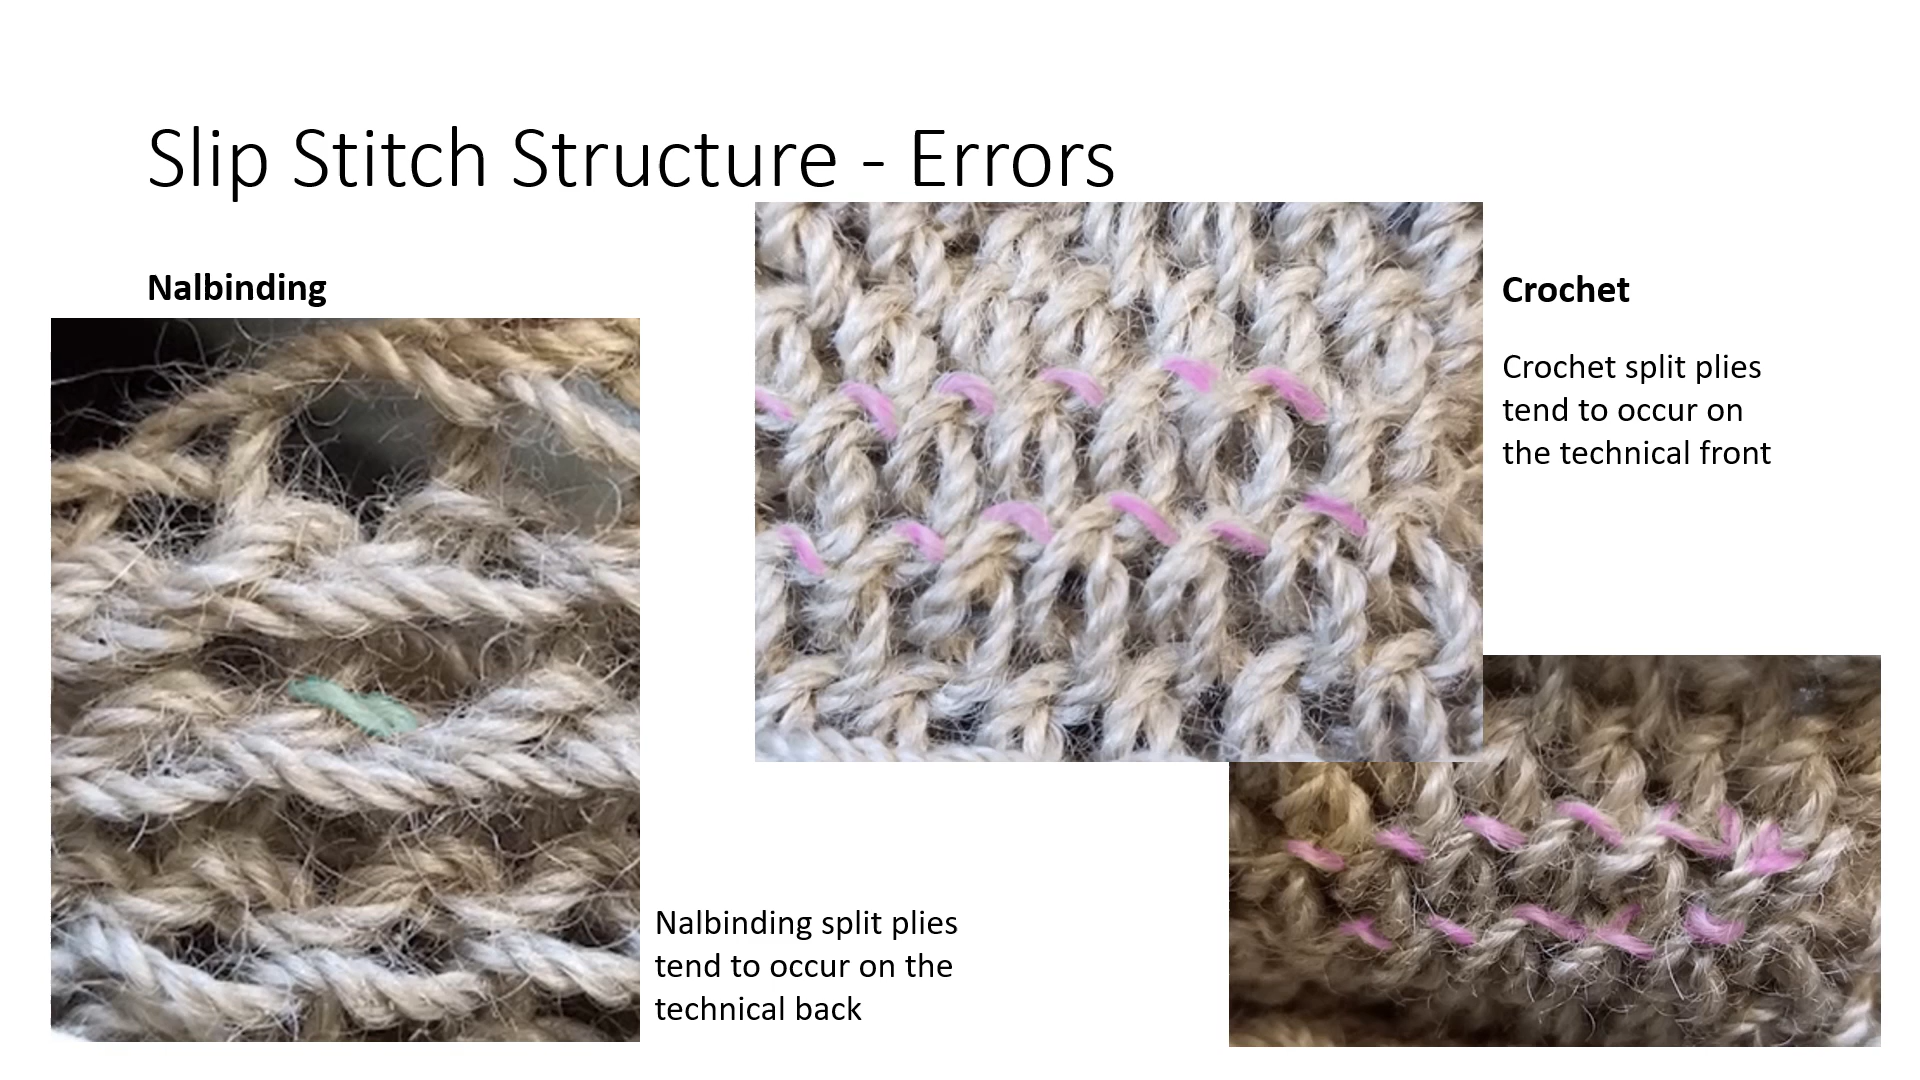 Slip Stitch Structure - Errors
Nalbinding
Crochet
Crochet split plies
tend to occur on
the technical front
Nalbinding split plies
tend to occur on the
technical back